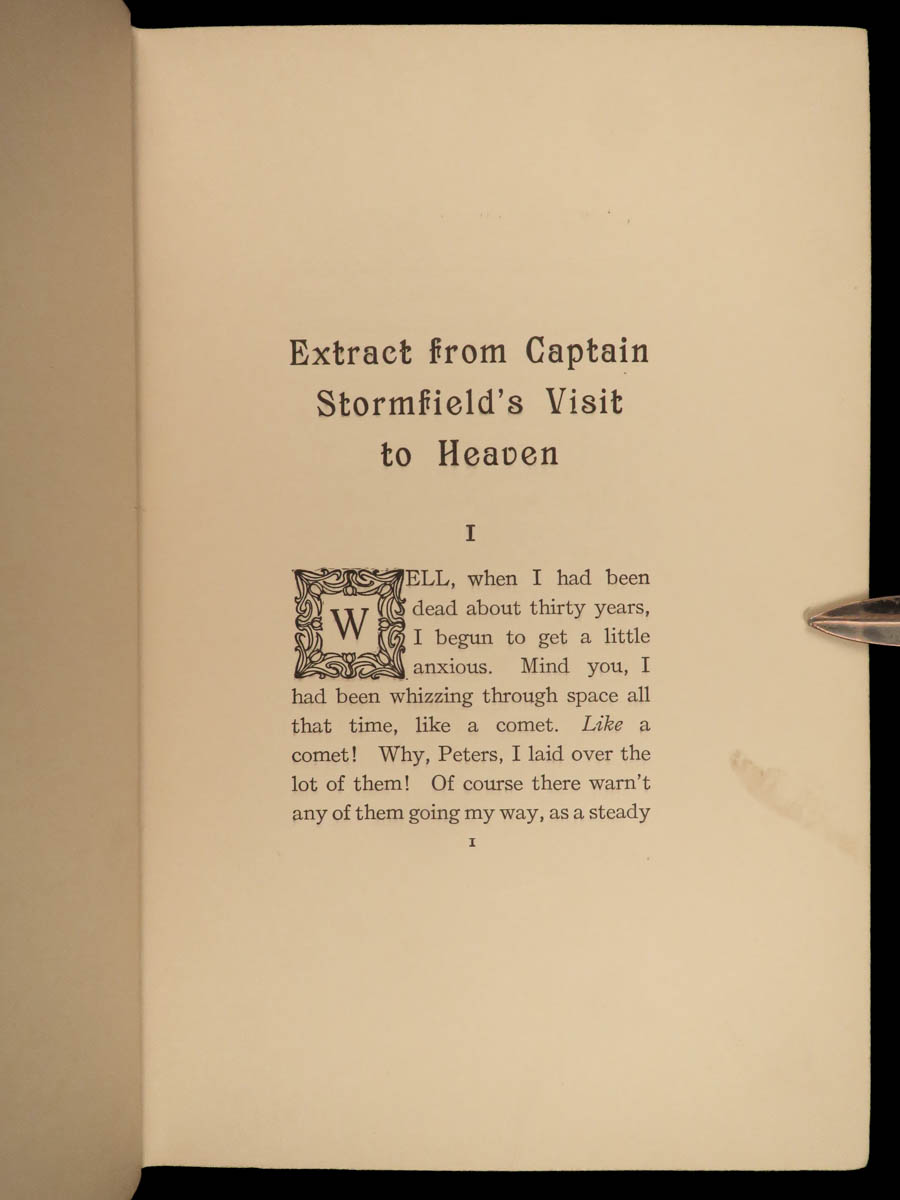 Extract from Captain
Stormfield's Visit
to Heaven
I
WELL, when I had been
dead about thirty years,
I begun to get a little
anxious. Mind you, I
had been whizzing through space all
that time, like a comet. Like a
comet! Why, Peters, I laid over the
lot of them! Of course there warn't
any of them going my way, as a steady
1